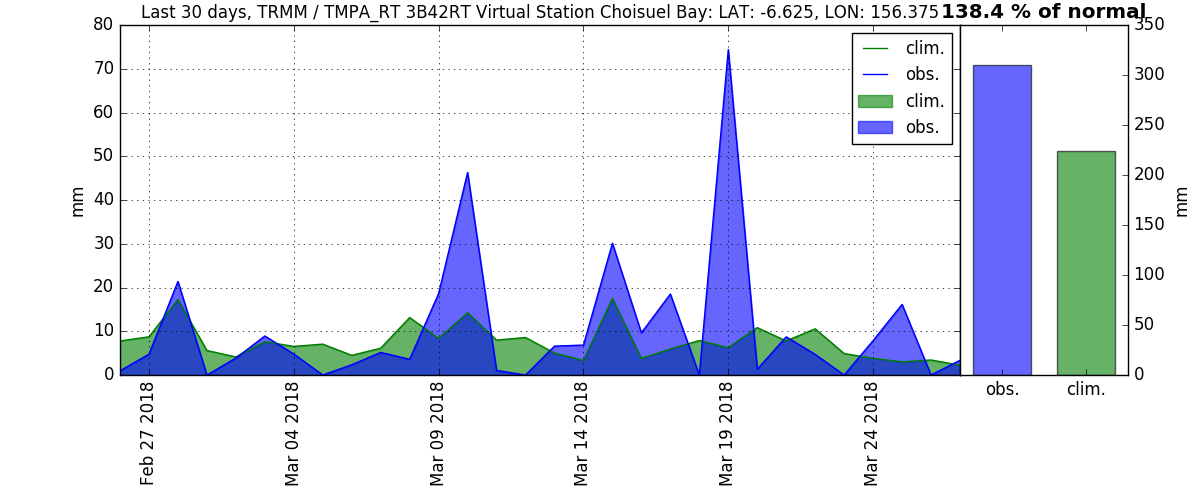 Last 30 days, TRMM / TMPA_RT 3B42RT Virtual Station Choisuel Bay: LAT: -6.625, LON: 156.375
138.4 % of normal
80
70
60
50
40
30
20
10
0
mm
clim.
obs.
clim.
obs.
Feb 27 2018
Mar 04 2018
Mar 09 2018
Mar 14 2018
Mar 19 2018
Mar 24 2018
350
300
250
200
150
100
50
0
mm
obs.
clim.